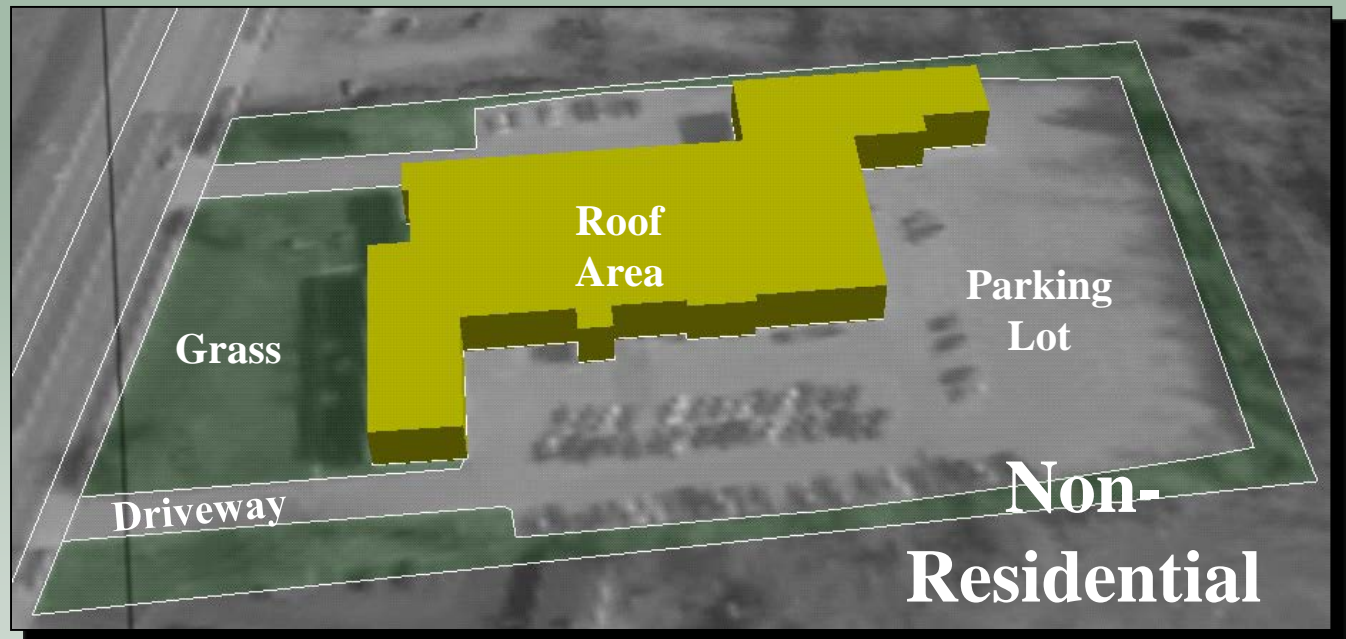 Roof
Area
Parking
Lot
Grass
Driveway
Non-
Residential